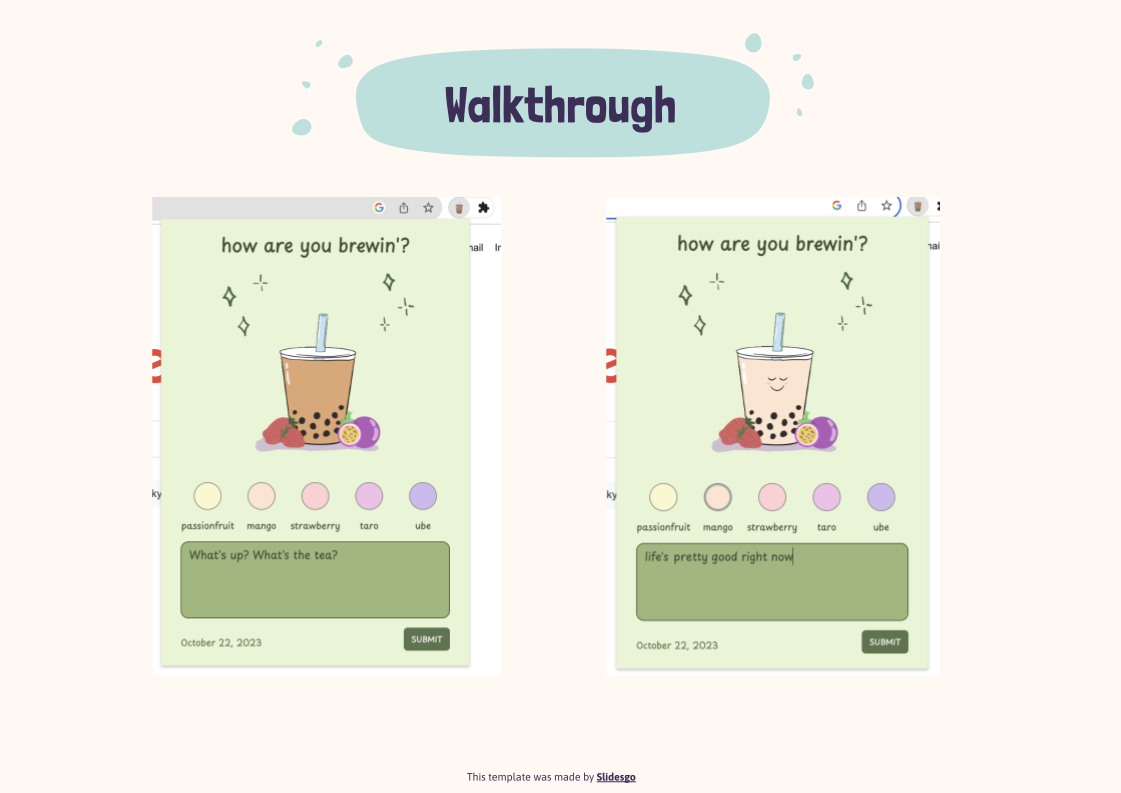 Walkthrough
how are you brewin'?
passionfruit mango strawberry taro ube
What's up? What's the tea?
October 22, 2023
SUBMIT
how are you brewin'?
passionfruit mango strawberry taro ube
life's pretty good right now
October 22, 2023
SUBMIT
This template was made by Slidesgo